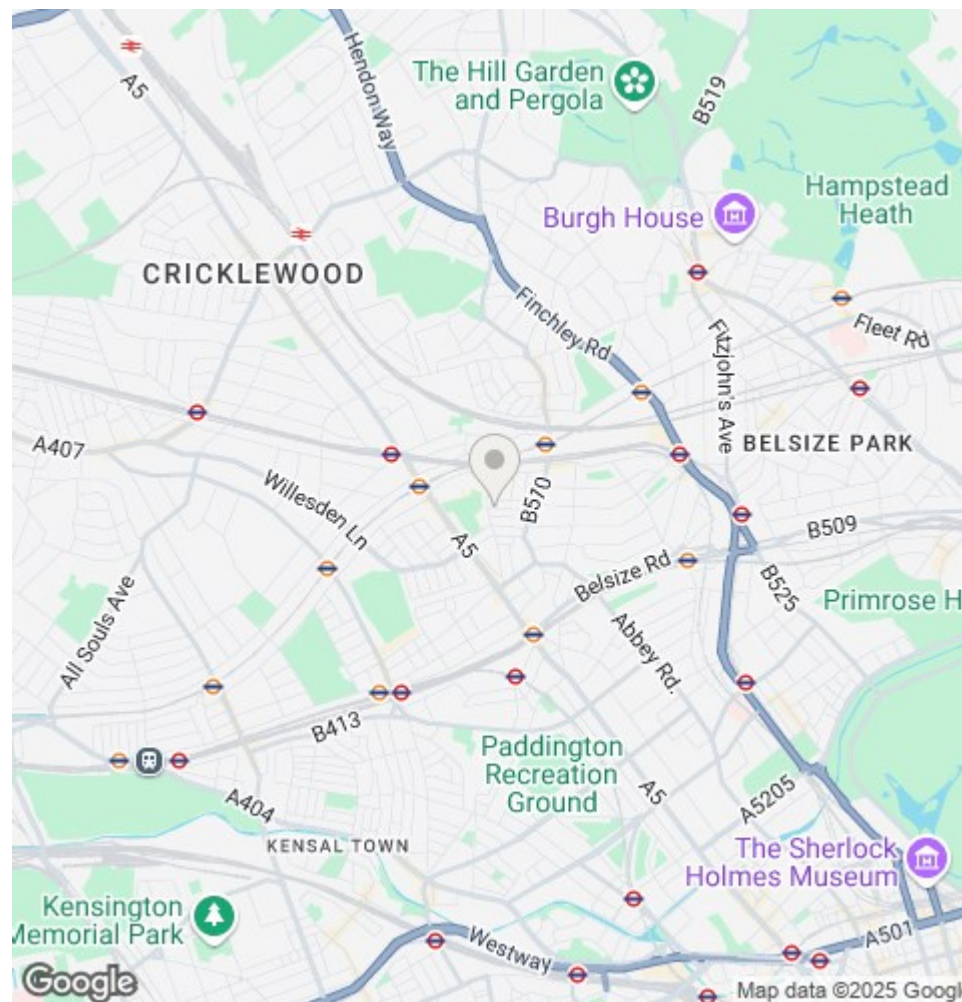 Hendon Way
The Hill Garden
and Pergola
B519
A5
Hampstead
Heath
Burgh House
CRICKLEWOOD
Finchley Rd
Fitzjohn's Ave
Fleet Rd
A407
BELSIZE PARK
Willesden Ln
B570
A5
B509
Belsize Rd
B525
Primrose H
All Souls Ave
Abbey Rd.
B413
Paddington
Recreation
Ground
A5
A5205
A404
KENSAL TOWN
The Sherlock
Holmes Museum
Kensington
Memorial Park
Westway
A501
Google
Map data ©2025 Google